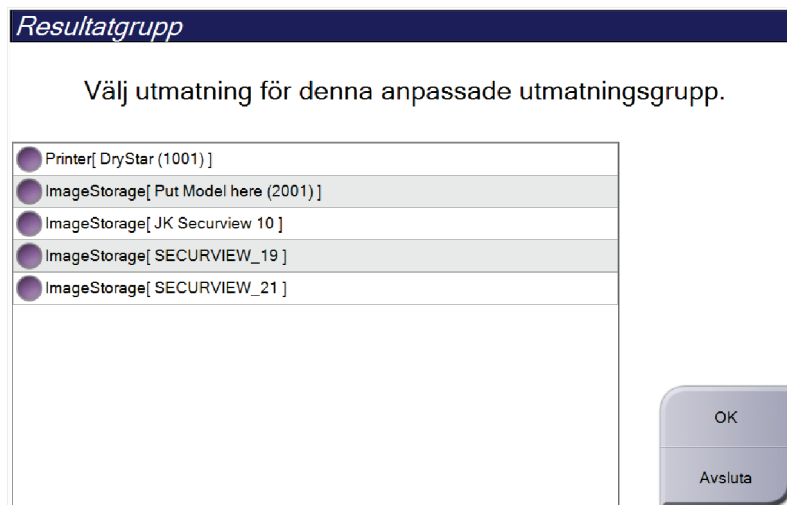 Resultatgrupp
Välj utmatning för denna anpassade utmatningsgrupp.
Printer[ DryStar (1001) ]
ImageStorage[ Put Model here (2001) ]
ImageStorage[ JK Securview 10 ]
ImageStorage[ SECURVIEW_19 ]
ImageStorage[ SECURVIEW_21 ]
OK
Avsluta